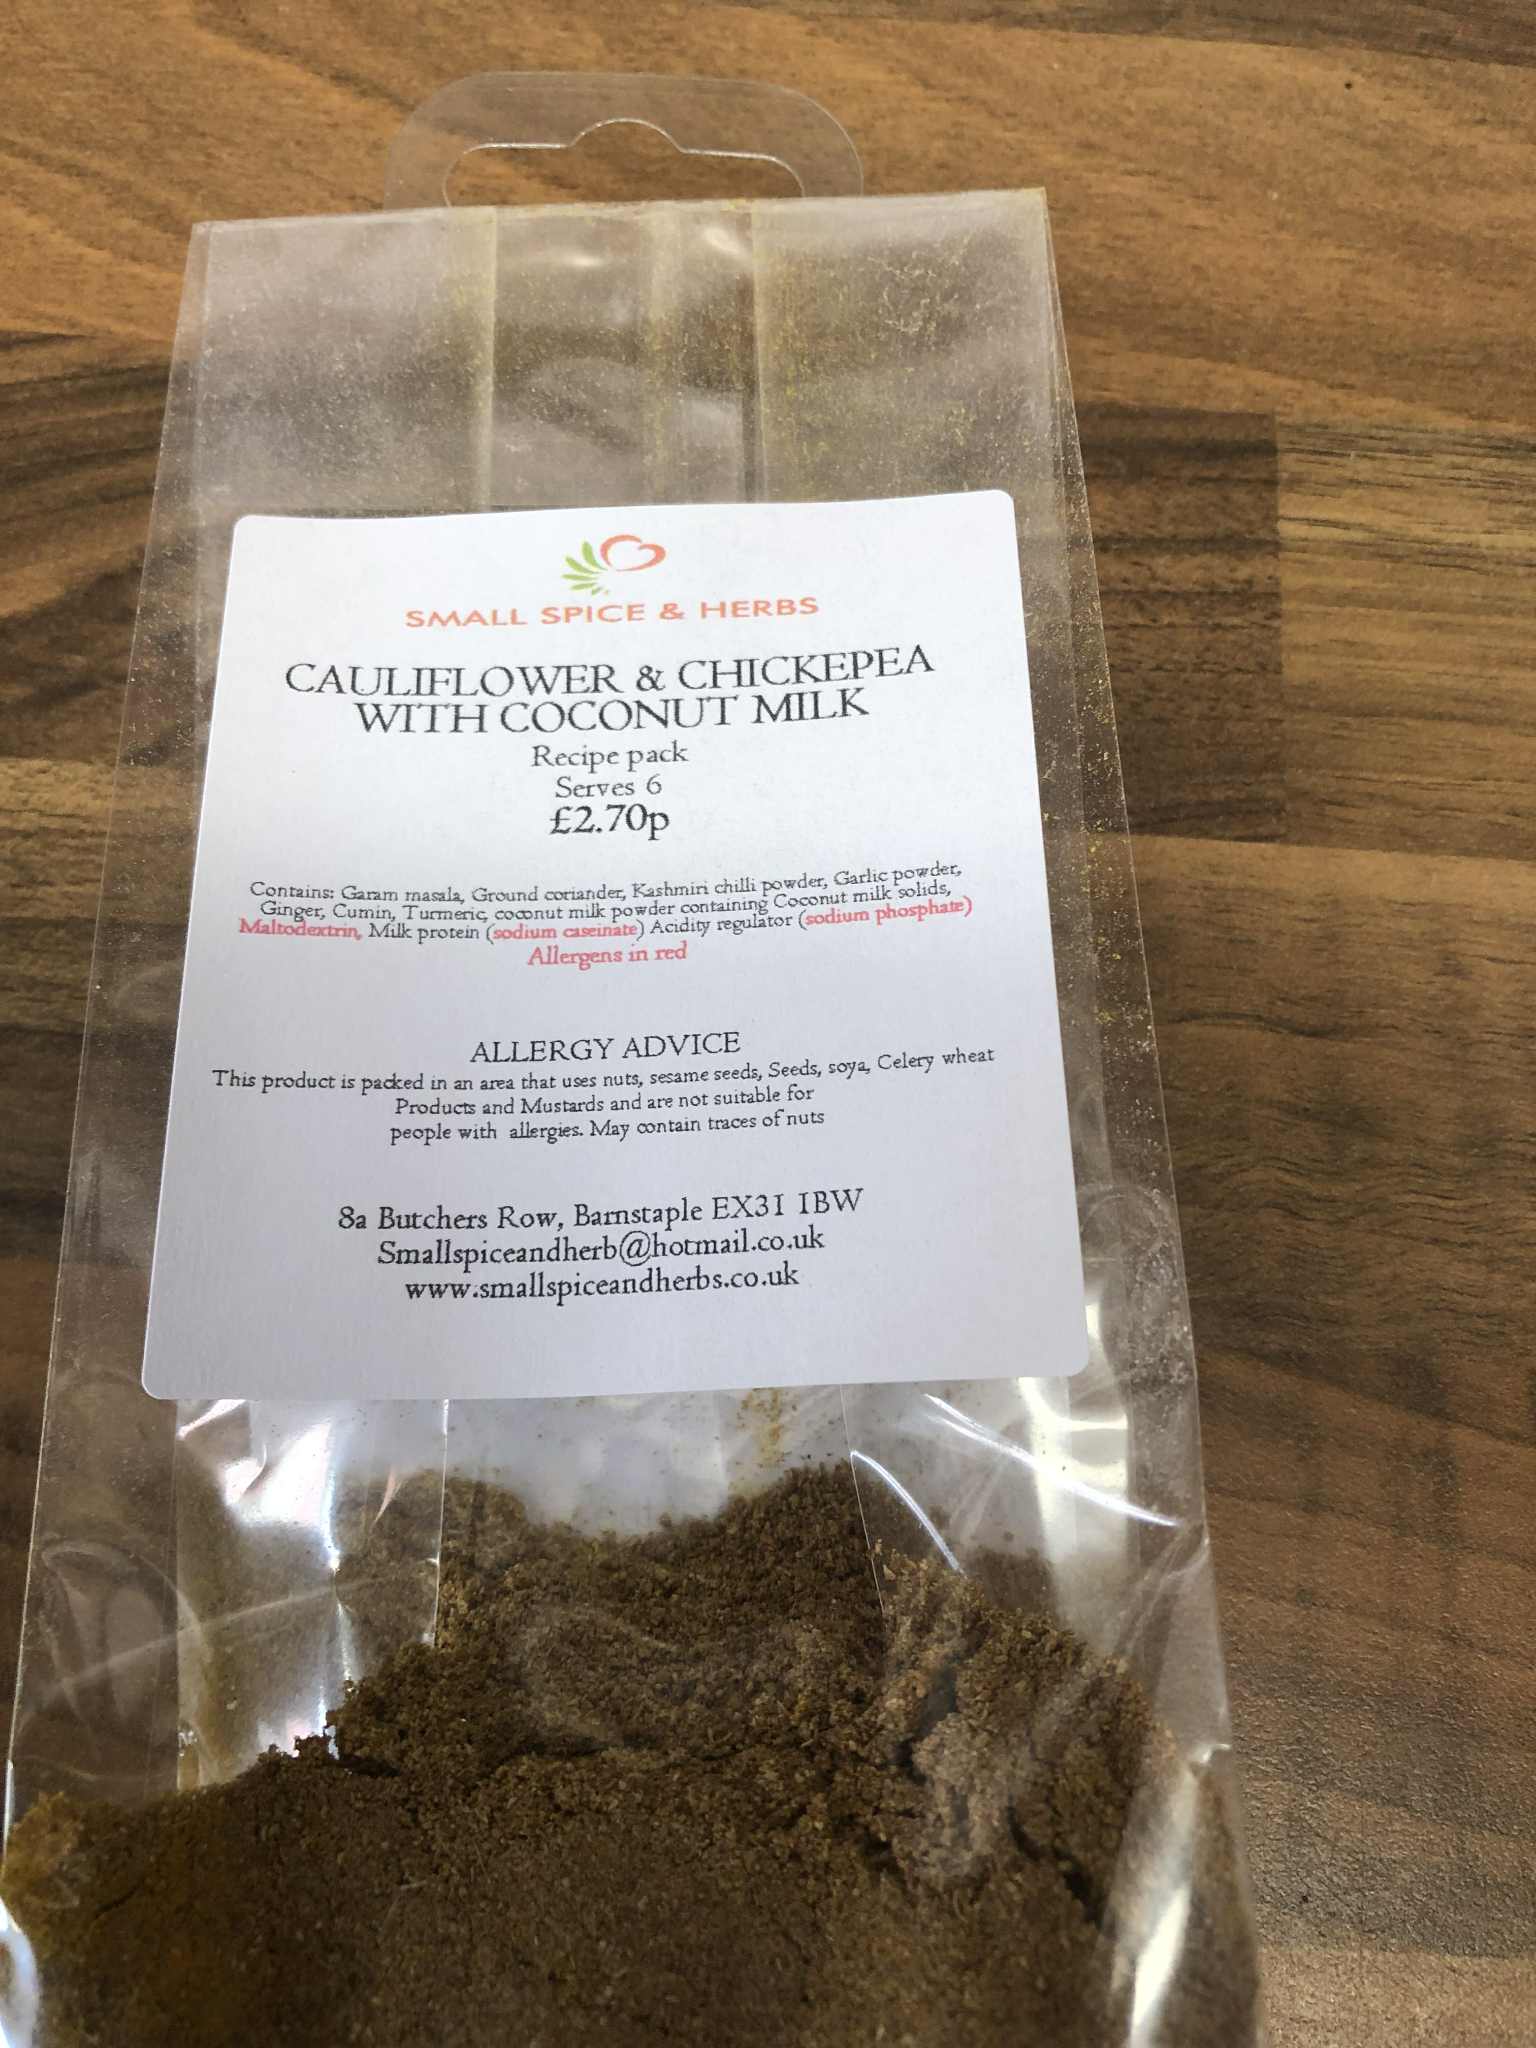 SMALL SPICE & HERBS
CAULIFLOWER & CHICKEPEA
WITH COCONUT MILK
Recipe pack
Serves 6
£2.70p
Contains: Garam masala, Ground coriander, Kashmiri chilli powder, Garlic powder,
Ginger, Cumin, Turmeric, coconut milk powder containing Coconut milk solids,
Maltodextrin, Milk protein (sodium caseinate) Acidity regulator (sodium phosphate)
Allergens in red
ALLERGY ADVICE
This product is packed in an area that uses nuts, sesame seeds, Seeds, soya, Celery wheat
Products and Mustards and are not suitable for
people with allergies. May contain traces of nuts
8a Butchers Row, Barnstaple EX31 1BW
Smallspiceandherb@hotmail.co.uk
www.smallspiceandherbs.co.uk